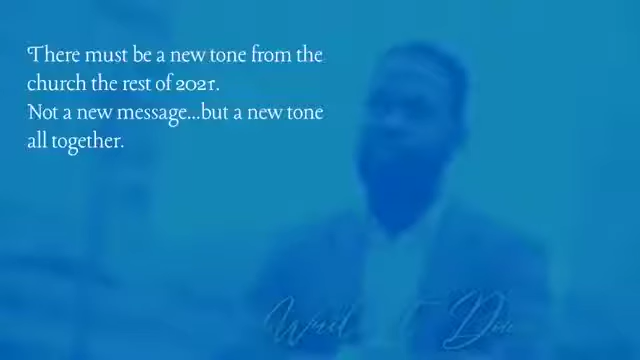 There must be a new tone from the
church the rest of 2021.
Not a new message...but a new tone
all together.